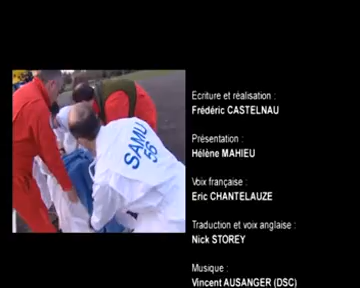 SAMU
56
Ecriture et réalisation :
Frédéric CASTELNAU
Présentation :
Hélène MAHIEU
Voix française :
Eric CHANTELAUZE
Traduction et voix anglaise :
Nick STOREY
Musique :
Vincent AUSANGER (DSC)